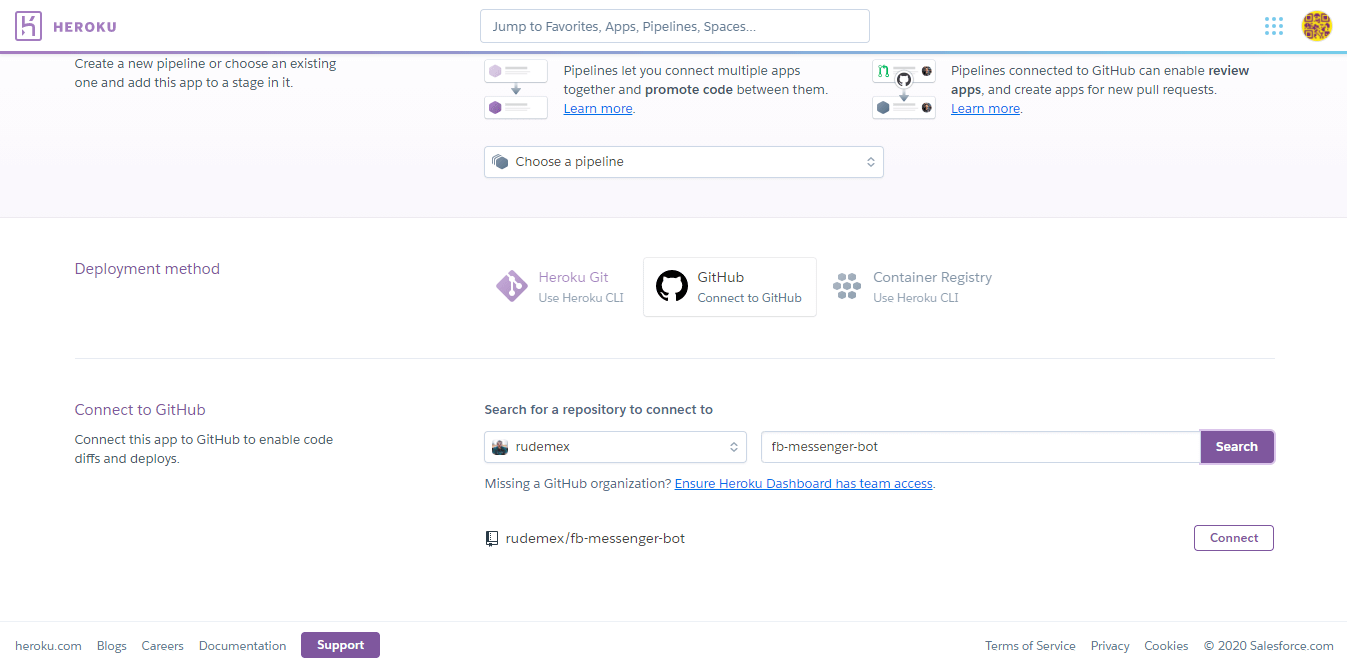 HEROKU
Jump to Favorites, Apps, Pipelines, Spaces...
Create a new pipeline or choose an existing
one and add this app to a stage in it.
Pipelines let you connect multiple apps
together and promote code between them.
Learn more.
Pipelines connected to GitHub can enable review
apps, and create apps for new pull requests.
Learn more.
Choose a pipeline
Deployment method
Heroku Git
Use Heroku CLI
GitHub
Connect to GitHub
Container Registry
Use Heroku CLI
Connect to GitHub
Connect this app to GitHub to enable code
diffs and deploys.
Search for a repository to connect to
rudemex
fb-messenger-bot
Search
Missing a GitHub organization? Ensure Heroku Dashboard has team access.
rudemex/fb-messenger-bot
Connect
heroku.com
Blogs
Careers
Documentation
Support
Terms of Service
Privacy
Cookies
© 2020 Salesforce.com